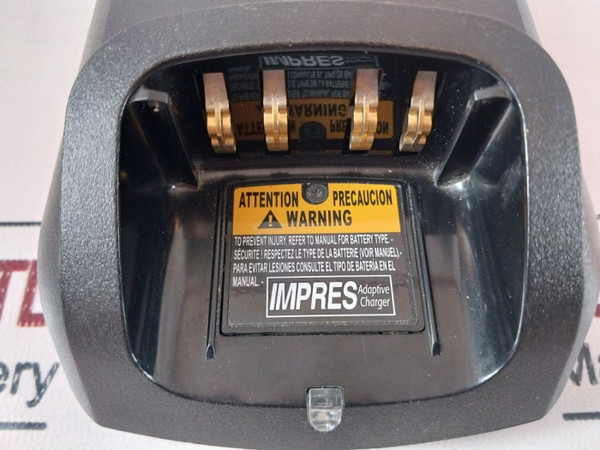 ATTENTION PRECAUCION
WARNING
TO PREVENT INJURY, REFER TO MANUAL FOR BATTERY TYPE. -
SÉCURITE ! RESPECTEZ LE TYPE DE LA BATTERIE (VOIR MANUEL). -
PARA EVITAR LESIONES CONSULTE EL TIPO DE BATERÍA EN EL
MANUAL -
IMPRES Adaptive
Charger